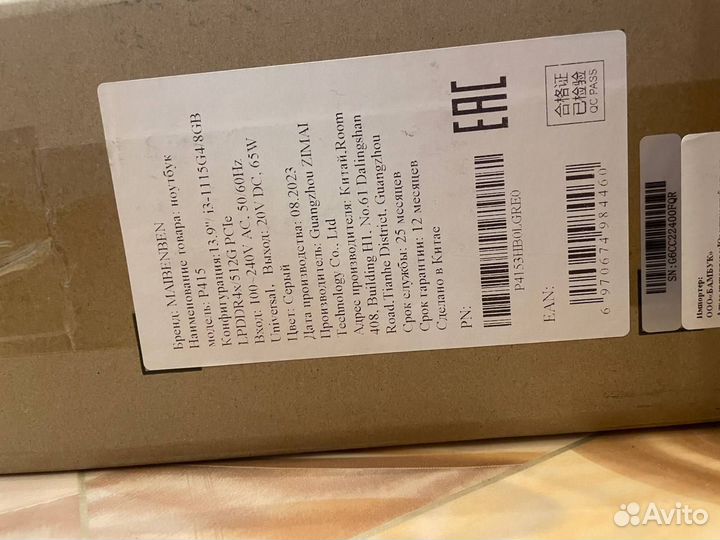 Бренд: MAIBENBEN
Наименование товара: ноутбук
модель: P415
Конфигурация:13.9" i3-1115G4/8GB
LPDDR4x/512G PCIe
Вход: 100-240V AC, 50/60Hz
Universal, Выход: 20V DC, 65W
Цвет: Серый
Дата производства: 08.2023
Производитель: Guangzhou ZIMAI
Technology Co., Ltd
Адрес производителя: Китай,Room
408, Building H1, No.61 Dalingshan
Road,Tianhe District, Guangzhou
Срок службы: 25 месяцев
Срок гарантии: 12 месяцев
Сделано в Китае
PN:
P4153HB0LGRE0
EAN:
6 970674 984460
EAC
合格证
已检验
QC PASS
SN:G6CC22400FQR
Импортер:
ООО«БАМБУК»
Avito